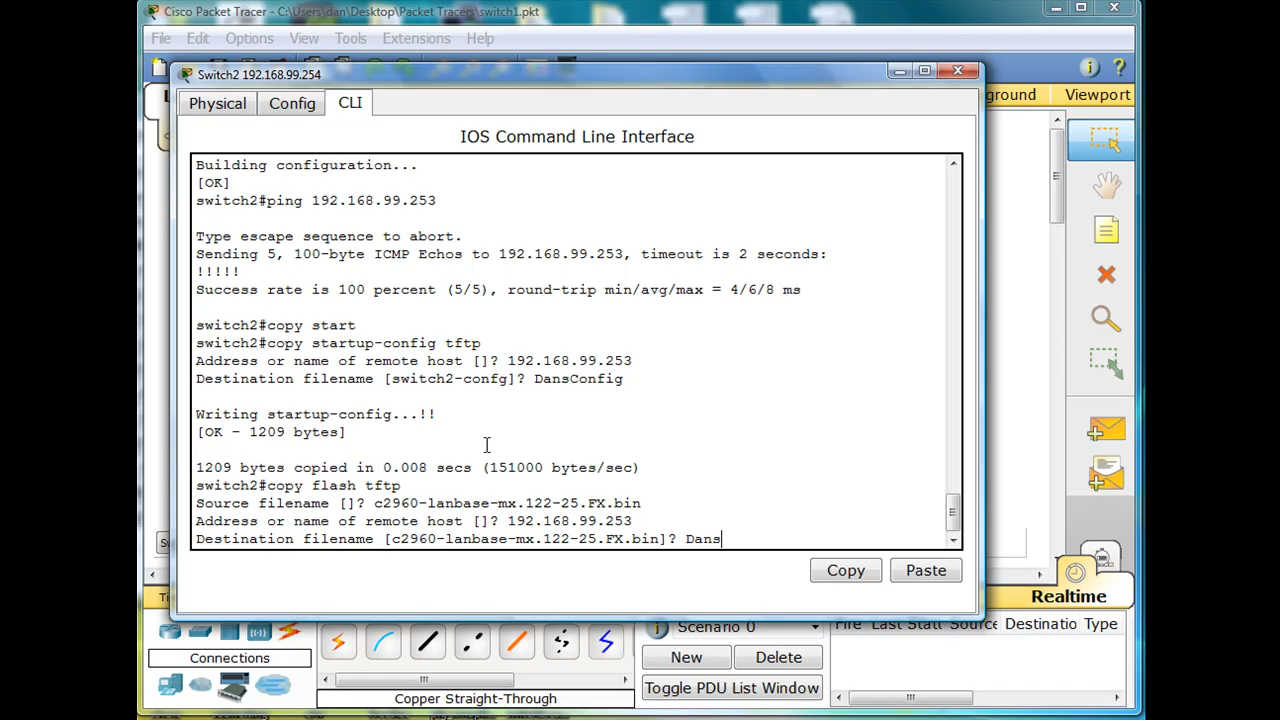 Cisco Packet Tracer - C:\Users\dan\Desktop\Packet Tracers\switch1.pkt
File Edit Options View Tools Extensions Help
Switch2 192.168.99.254
Physical Config CLI
ground Viewport
IOS Command Line Interface
Building configuration...
[OK]
switch2#ping 192.168.99.253
Type escape sequence to abort.
Sending 5, 100-byte ICMP Echos to 192.168.99.253, timeout is 2 seconds:
!!!!!
Success rate is 100 percent (5/5), round-trip min/avg/max = 4/6/8 ms
switch2#copy start
switch2#copy startup-config tftp
Address or name of remote host []? 192.168.99.253
Destination filename [switch2-confg]? DansConfig
Writing startup-config...!!
[OK - 1209 bytes]
1209 bytes copied in 0.008 secs (151000 bytes/sec)
switch2#copy flash tftp
Source filename []? c2960-lanbase-mx.122-25.FX.bin
Address or name of remote host []? 192.168.99.253
Destination filename [c2960-lanbase-mx.122-25.FX.bin]? Dans
Copy Paste
Realtime
Scenario 0
Fire Last Statu Source Destinatio Type
Connections
New Delete
Toggle PDU List Window
Copper Straight-Through